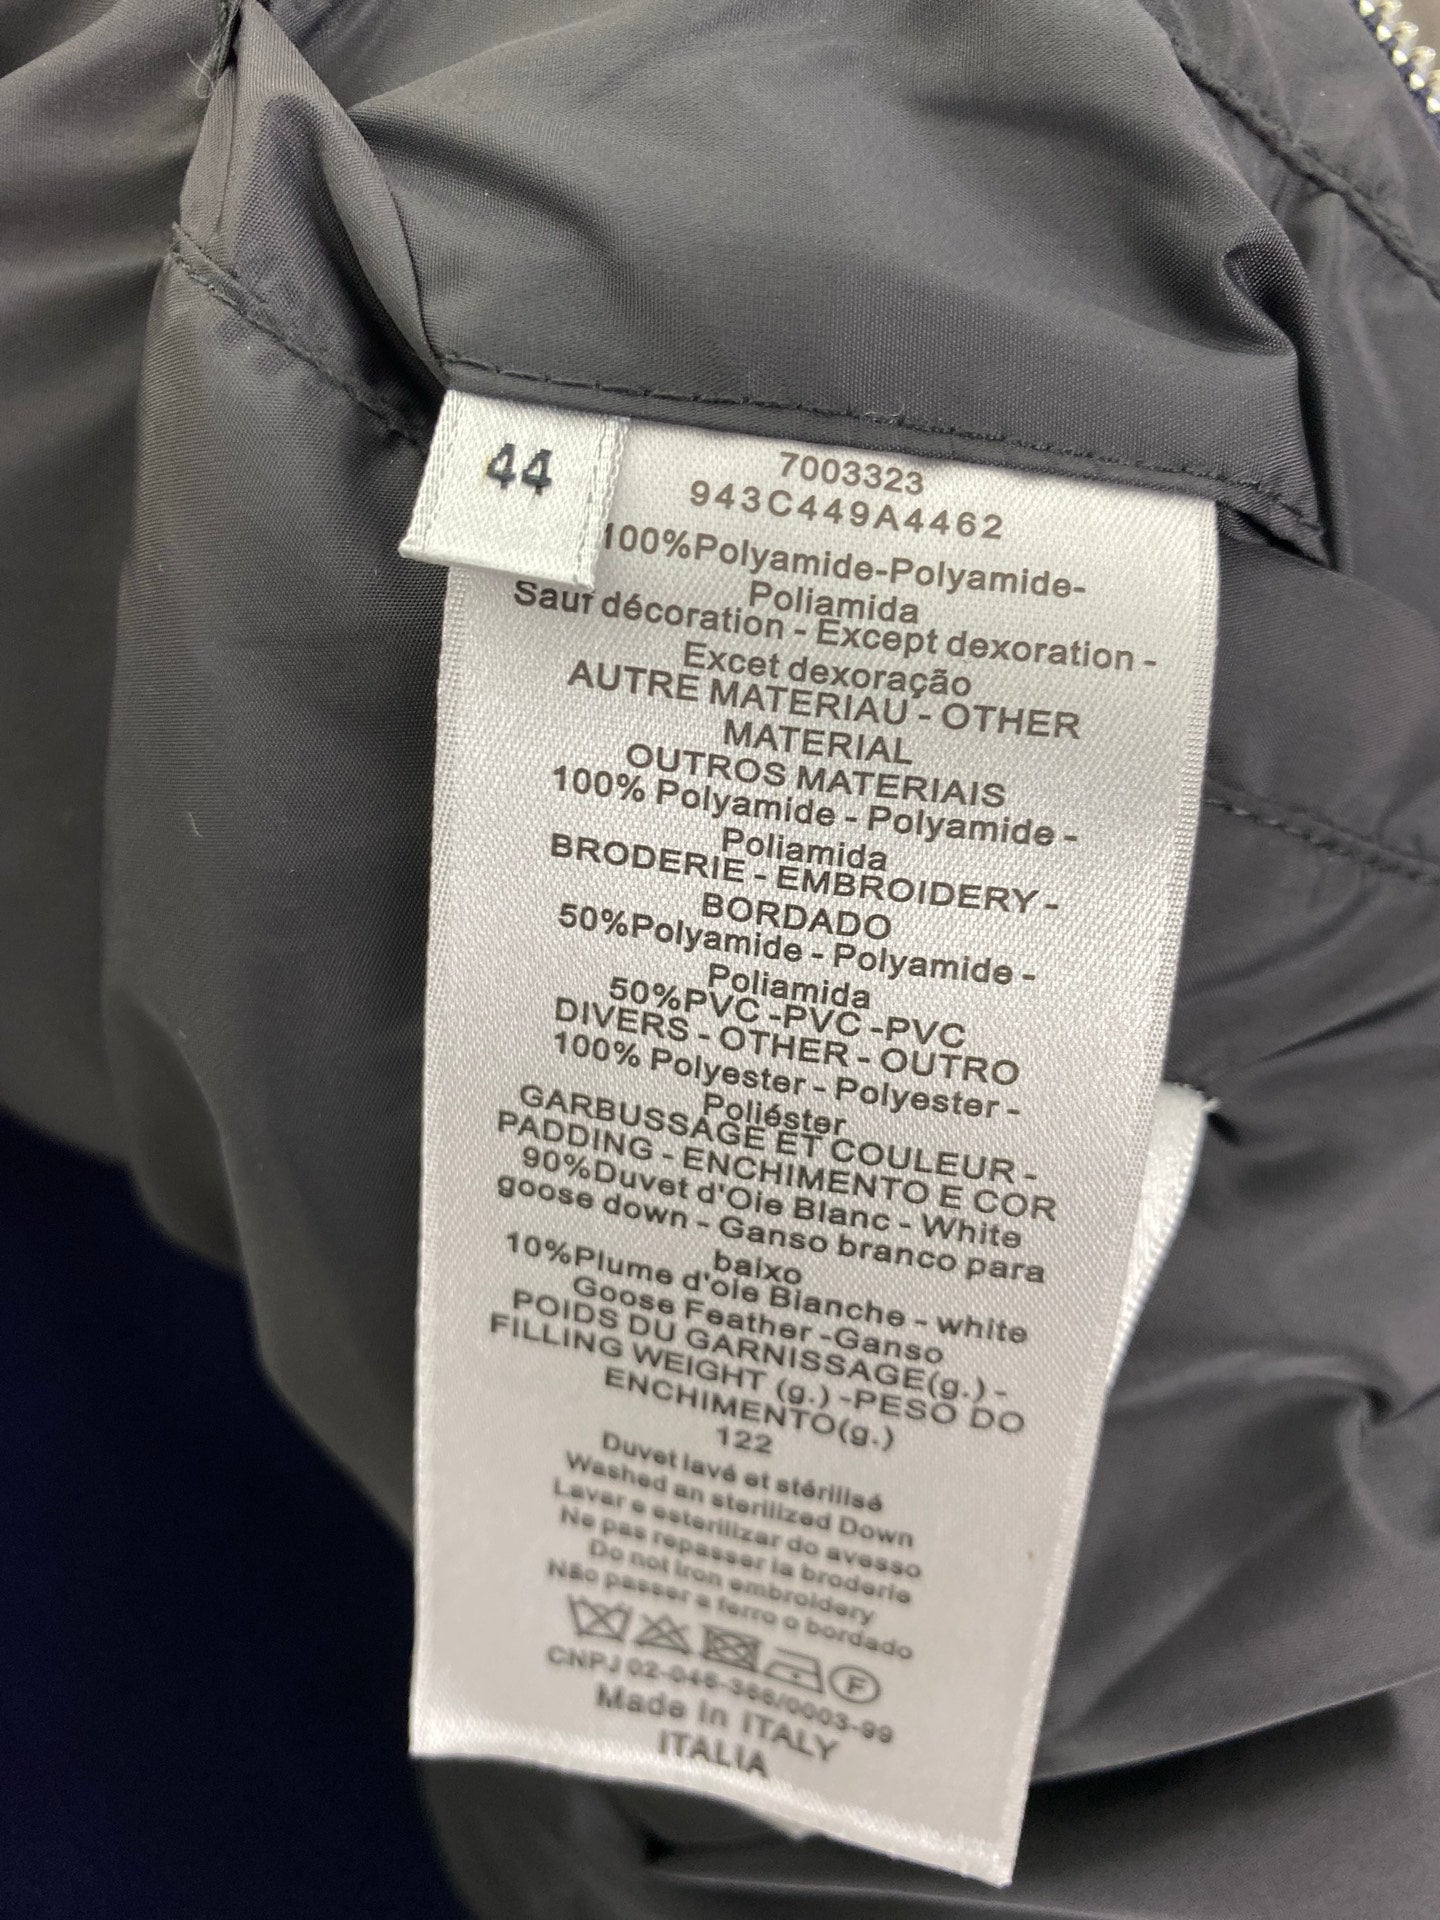 44
7003323
943C449A4462
100%Polyamide-Polyamide-
Poliamida
Sauf décoration - Except dexoration -
Excet dexoração
AUTRE MATERIAU - OTHER
MATERIAL
OUTROS MATERIAIS
100% Polyamide - Polyamide -
Poliamida
BRODERIE - EMBROIDERY -
BORDADO
50%Polyamide - Polyamide -
Poliamida
50%PVC -PVC -PVC
DIVERS - OTHER - OUTRO
100% Polyester - Polyester -
Poliéster
GARBUSSAGE ET COULEUR -
PADDING - ENCHIMENTO E COR
90%Duvet d'Oie Blanc - White
goose down - Ganso branco para
baixo
10%Plume d'oie Blanche - white
Goose Feather -Ganso
POIDS DU GARNISSAGE(g.) -
FILLING WEIGHT (g.) -PESO DO
ENCHIMENTO(g.)
122
Duvet lavé et stérilisé
Washed an sterilized Down
Lavar e esterilizar do avesso
Ne pas repasser la broderie
Do not iron embroidery
Não passer a ferro o bordado
F
CNPJ 02-046-366/0003-99
Made in ITALY
ITALIA